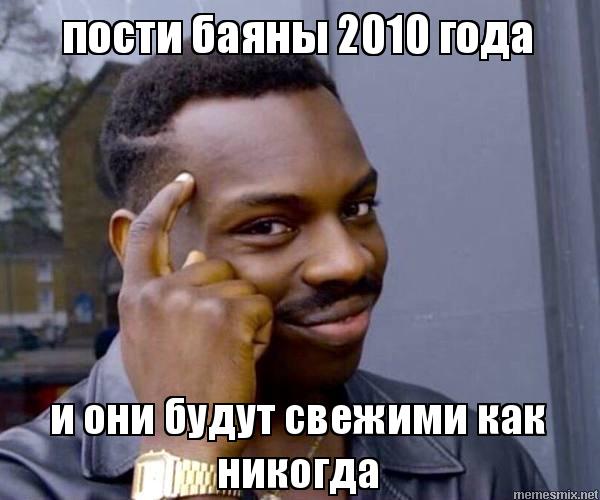 пости баяны 2010 года
и они будут свежими как
никогда
memesmix.net